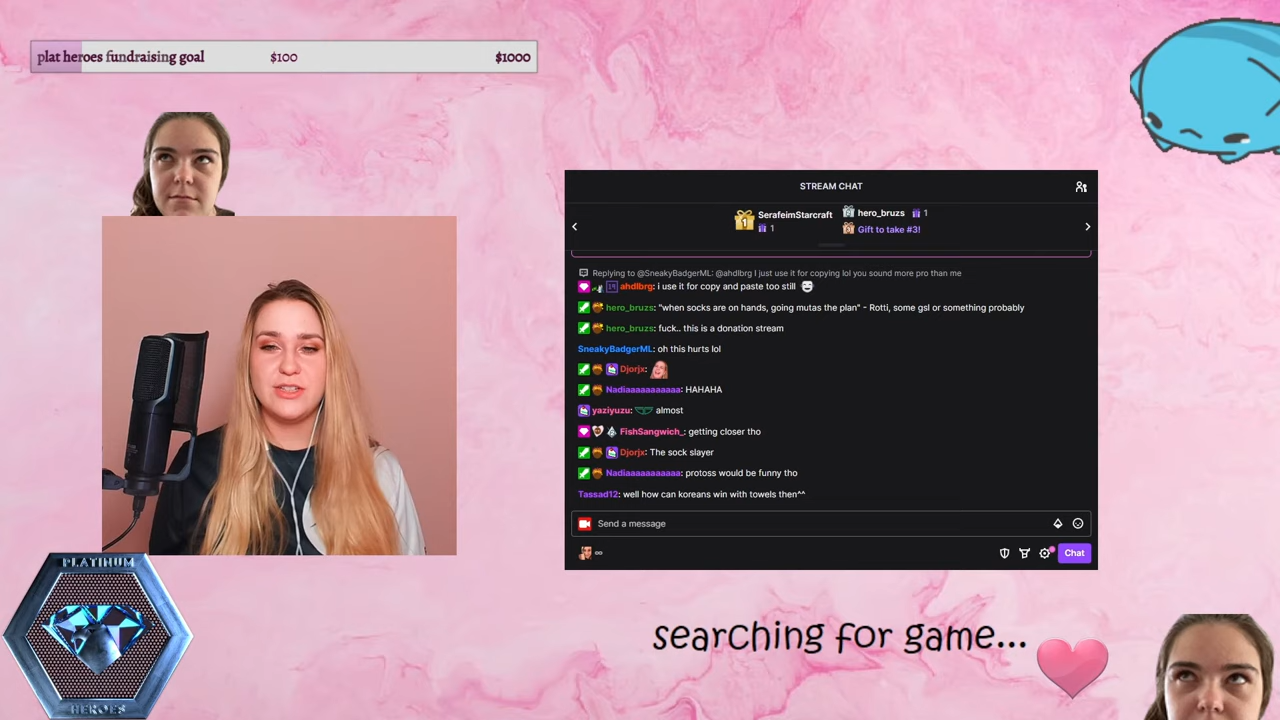 plat heroes fundraising goal $100 $1000
STREAM CHAT
SerafeimStarcraft
1
hero_bruzs 1
Gift to take #3!
Replying to @SneakyBadgerML: @ahdlbrg I just use it for copying lol you sound more pro than me
ahdlbrg: i use it for copy and paste too still
hero_bruzs: "when socks are on hands, going mutas the plan" - Rotti, some gsl or something probably
hero_bruzs: fuck.. this is a donation stream
SneakyBadgerML: oh this hurts lol
Djorjx:
Nadiaaaaaaaaaaa: HAHAHA
yaziyuzu: almost
FishSangwich_: getting closer tho
Djorjx: The sock slayer
Nadiaaaaaaaaaaa: protoss would be funny tho
Tassad12: well how can koreans win with towels then^^
Send a message
Chat
PLATINUM
HEROES
searching for game...